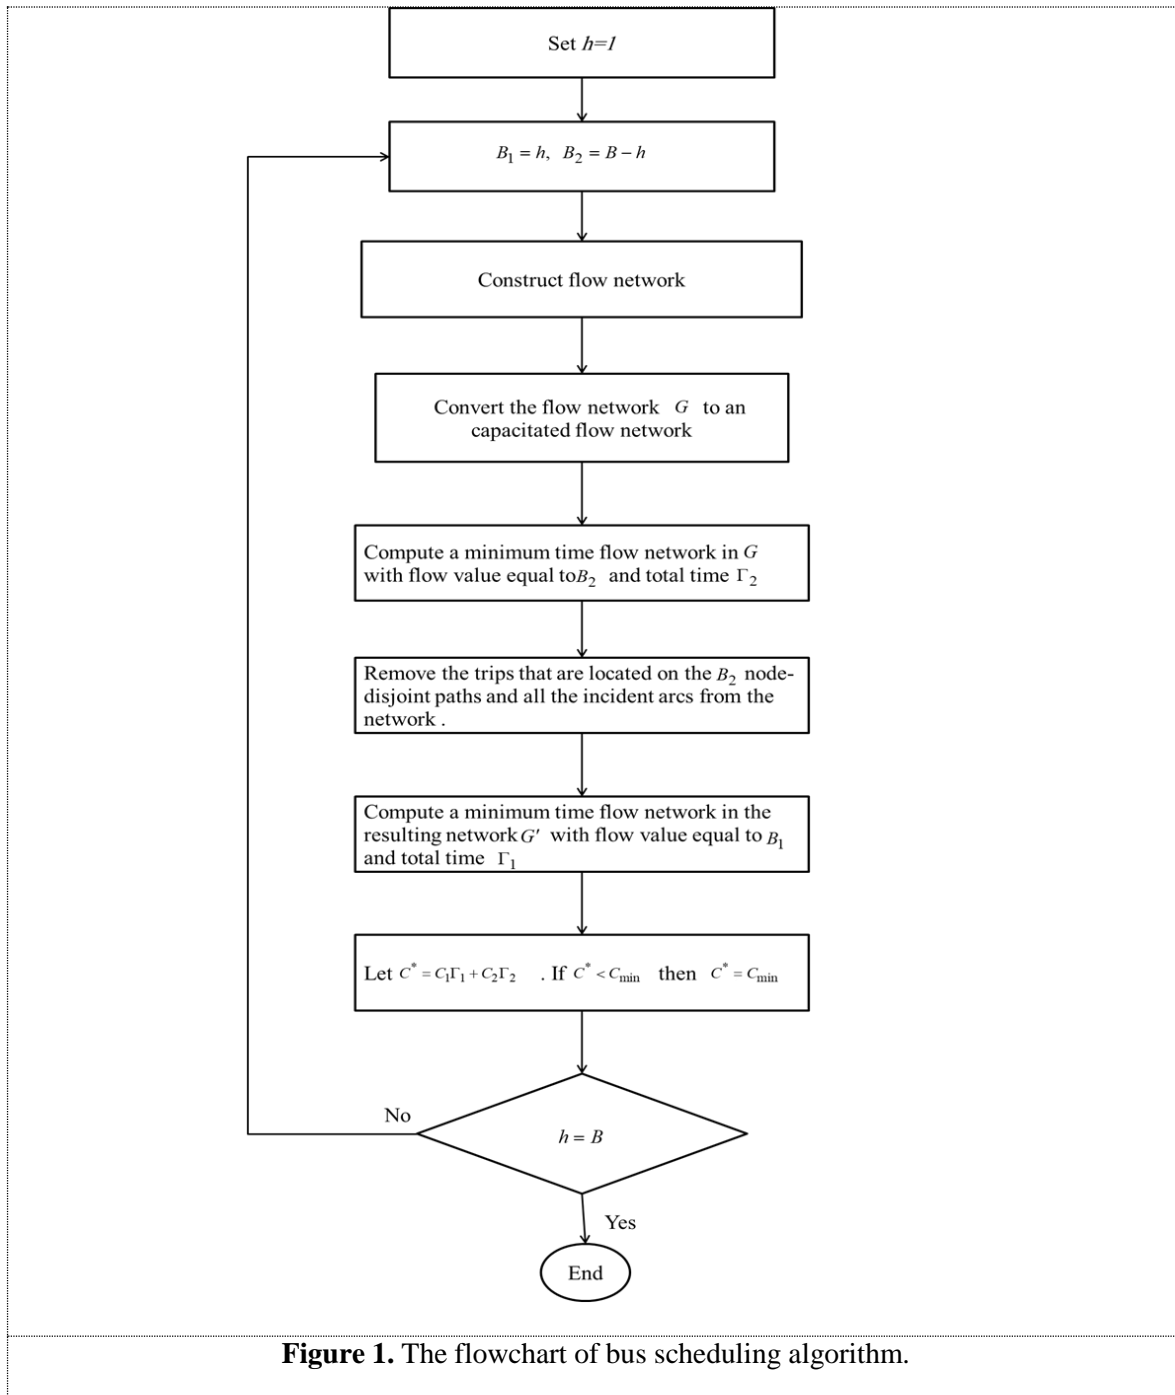 Set h=1
B₁ = h, B₂ = B − h
Construct flow network
Convert the flow network G to an
capacitated flow network
Compute a minimum time flow network in G
with flow value equal to B₂ and total time Γ₂
Remove the trips that are located on the B₂ node-
disjoint paths and all the incident arcs from the
network .
Compute a minimum time flow network in the
resulting network G′ with flow value equal to B₁
and total time Γ₁
Let C* = C₁Γ₁ + C₂Γ₂ . If C* < Cmin then C* = Cmin
No
h = B
Yes
End
Figure 1. The flowchart of bus scheduling algorithm.